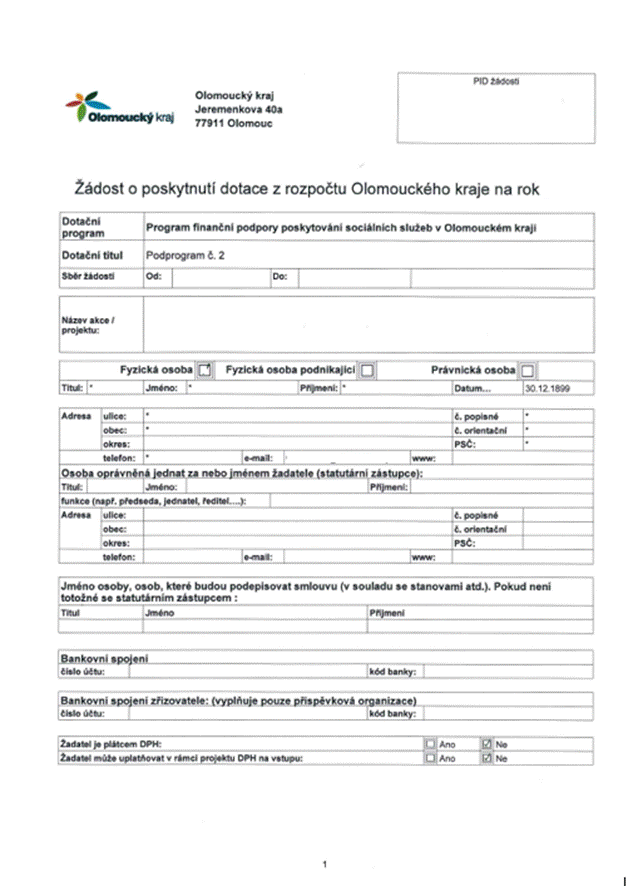 Olomoucký kraj
Olomoucký kraj
Jeremenkova 40a
77911 Olomouc
PID žádosti
Žádost o poskytnutí dotace z rozpočtu Olomouckého kraje na rok
Dotační program Program finanční podpory poskytování sociálních služeb v Olomouckém kraji
Dotační titul Podprogram č. 2
Sběr žádostí Od: Do:
Název akce / projektu:
Fyzická osoba Fyzická osoba podnikající Právnická osoba
Titul: * Jméno: * Příjmení: * Datum... 30.12.1899
Adresa ulice: * č. popisné *
obec: * č. orientační *
okres: PSČ: *
telefon: * e-mail: www:
Osoba oprávněná jednat za nebo jménem žadatele (statutární zástupce):
Titul: Jméno: Příjmení:
funkce (např. předseda, jednatel, ředitel....):
Adresa ulice: č. popisné
obec: č. orientační
okres: PSČ:
telefon: e-mail: www:
Jméno osoby, osob, které budou podepisovat smlouvu (v souladu se stanovami atd.). Pokud není
totožné se statutárním zástupcem :
Titul Jméno Příjmení
Bankovní spojení
číslo účtu: kód banky:
Bankovní spojení zřizovatele: (vyplňuje pouze příspěvková organizace)
číslo účtu: kód banky:
Žadatel je plátcem DPH: Ano Ne
Žadatel může uplatňovat v rámci projektu DPH na vstupu: Ano Ne
1